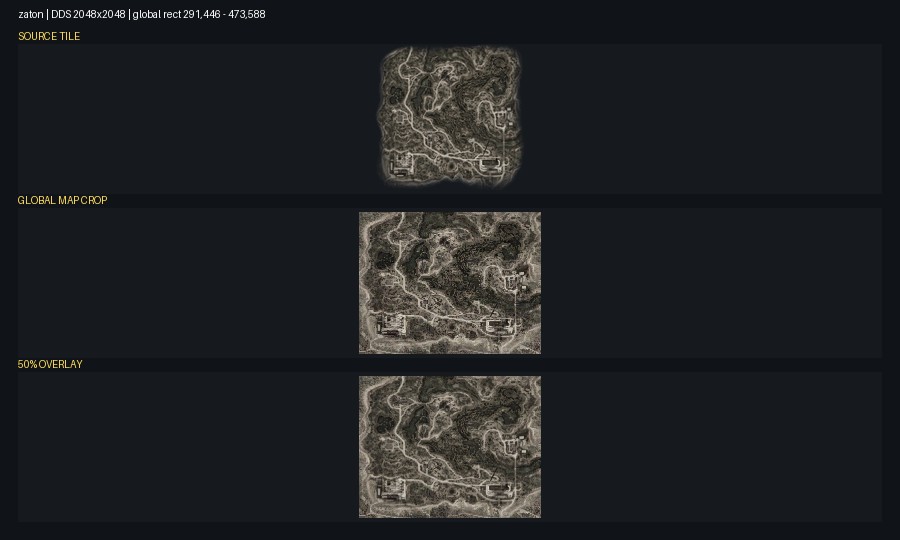 zaton | DDS 2048x2048 | global rect 291,446 - 473,588
SOURCE TILE
GLOBAL MAP CROP
50% OVERLAY